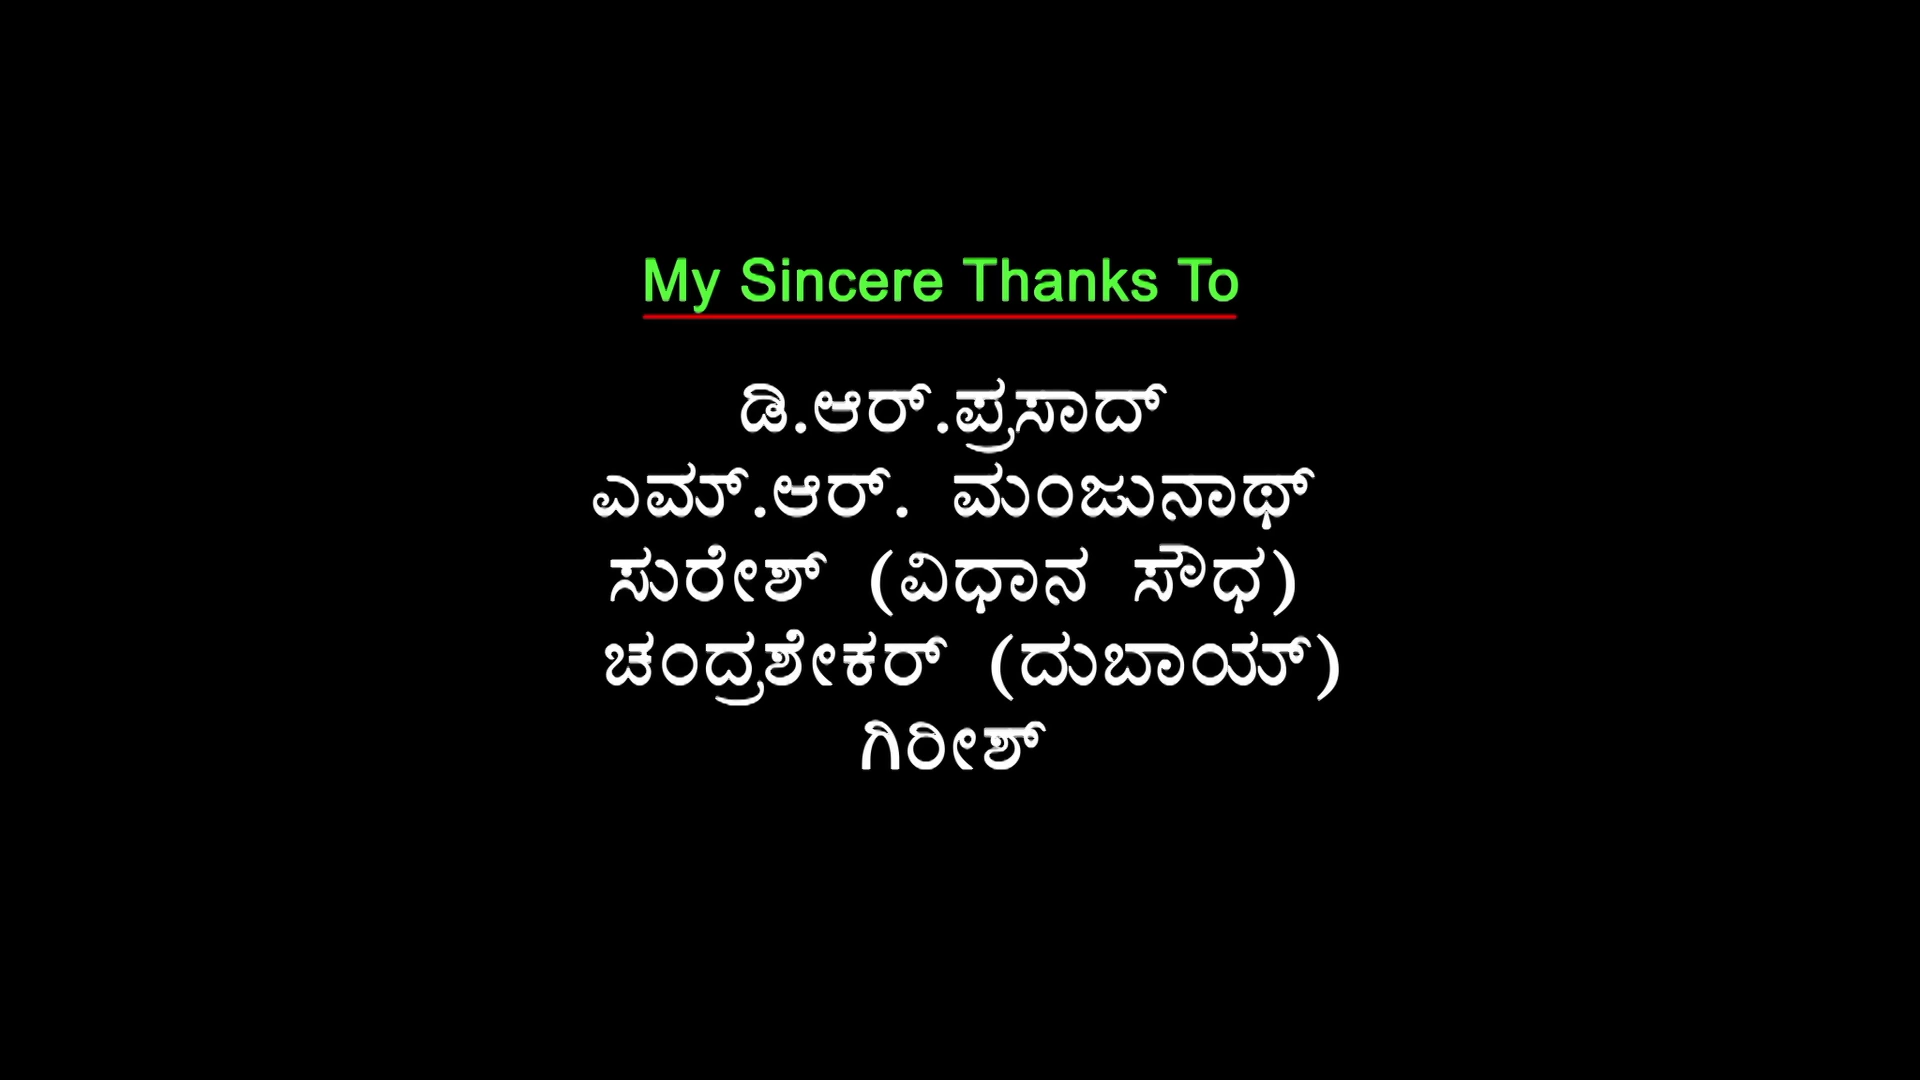 My Sincere Thanks To
ಡಿ.ಆರ್.ಪ್ರಸಾದ್
ಎಮ್.ಆರ್. ಮಂಜುನಾಥ್
ಸುರೇಶ್ (ವಿಧಾನ ಸೌಧ)
ಚಂದ್ರಶೇಕರ್ (ದುಬಾಯ್)
ಗಿರೀಶ್